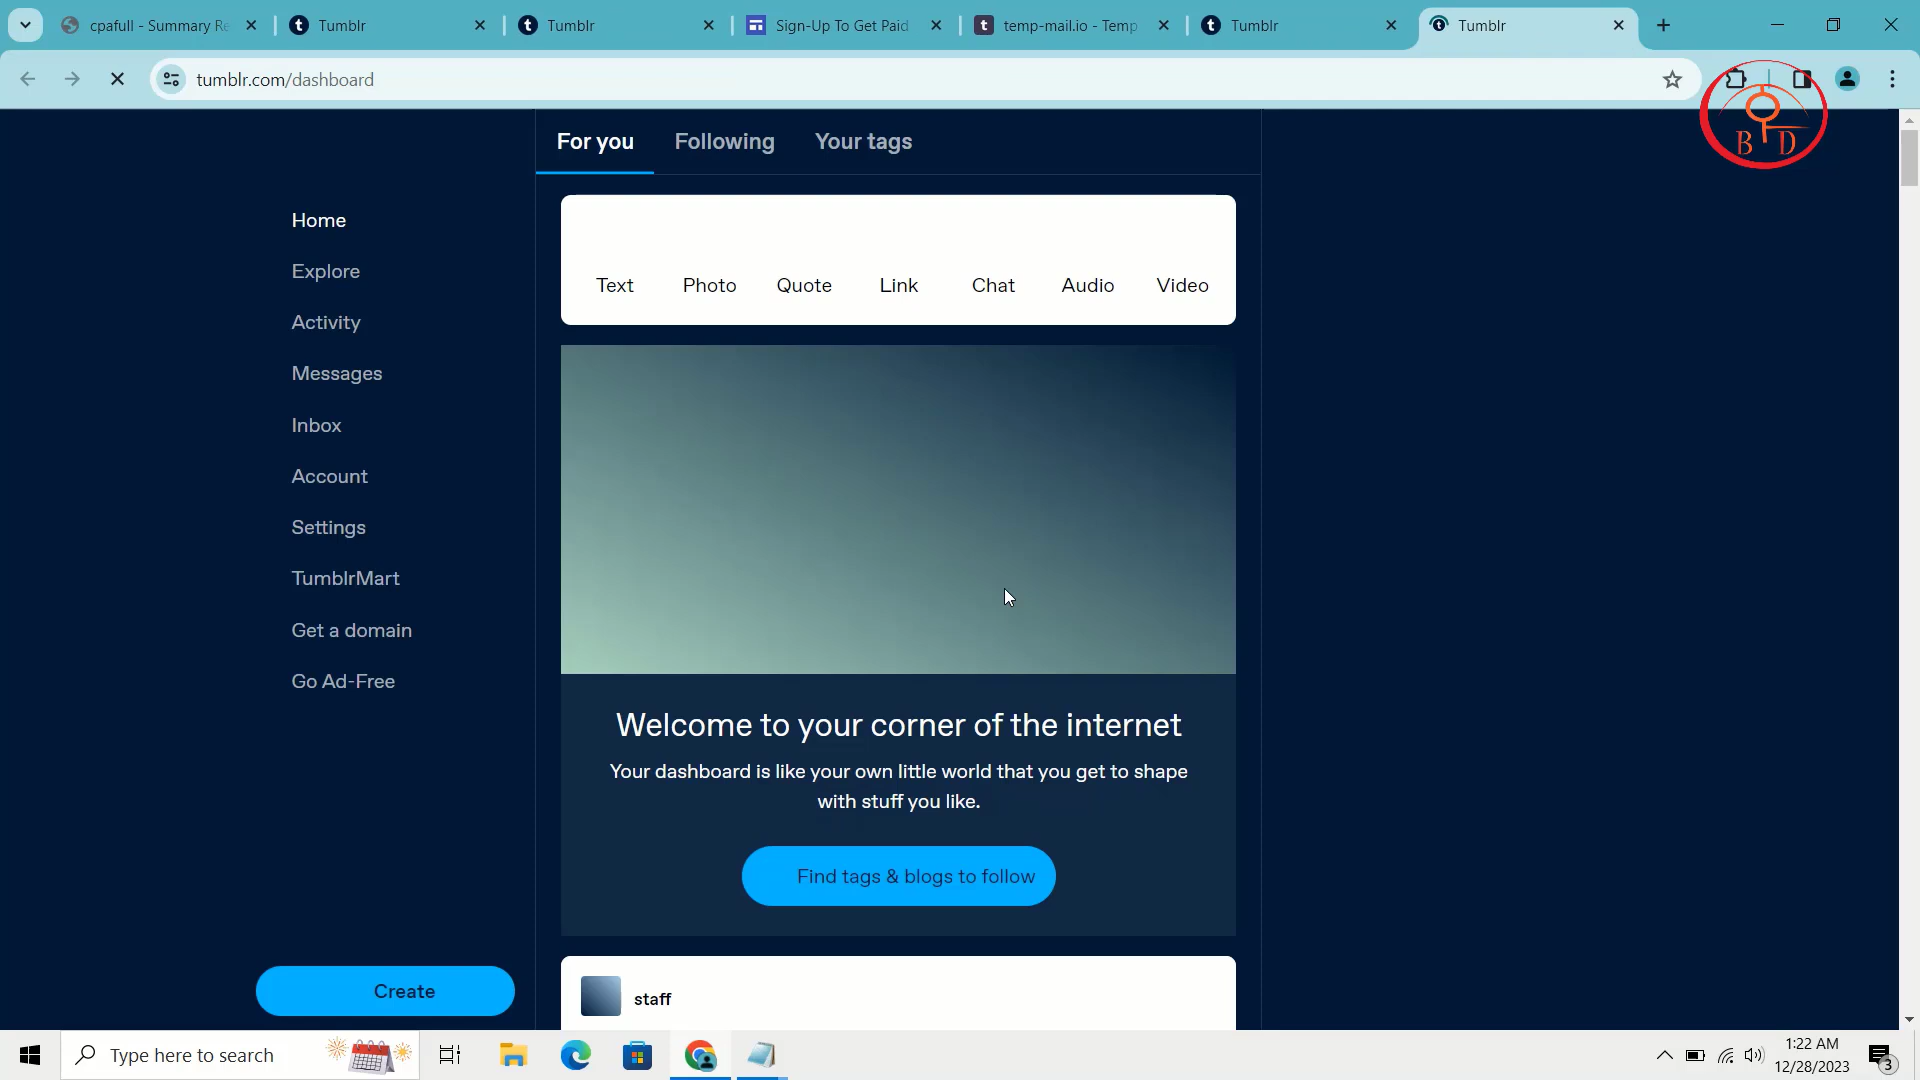 cpafull - Summary Re
Tumblr
Tumblr
Sign-Up To Get Paid
temp-mail.io - Temp
Tumblr
Tumblr
tumblr.com/dashboard
B D
For you
Following
Your tags
Home
Explore
Activity
Messages
Inbox
Account
Settings
TumblrMart
Get a domain
Go Ad-Free
Create
Text
Photo
Quote
Link
Chat
Audio
Video
Welcome to your corner of the internet
Your dashboard is like your own little world that you get to shape
with stuff you like.
Find tags & blogs to follow
staff
Type here to search
1:22 AM
12/28/2023
3